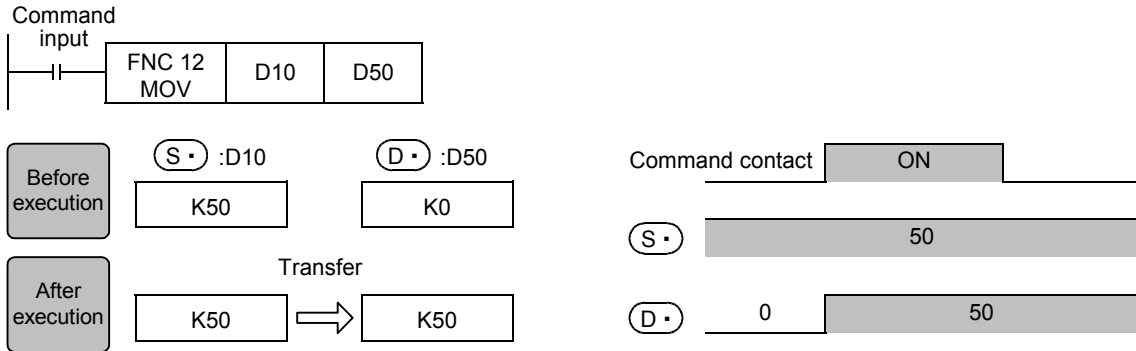 Command
input
FNC 12
MOV
D10
D50
Before
execution
S· :D10
D· :D50
K50
K0
After
execution
Transfer
K50
K50
Command contact
ON
S·
50
D·
0
50